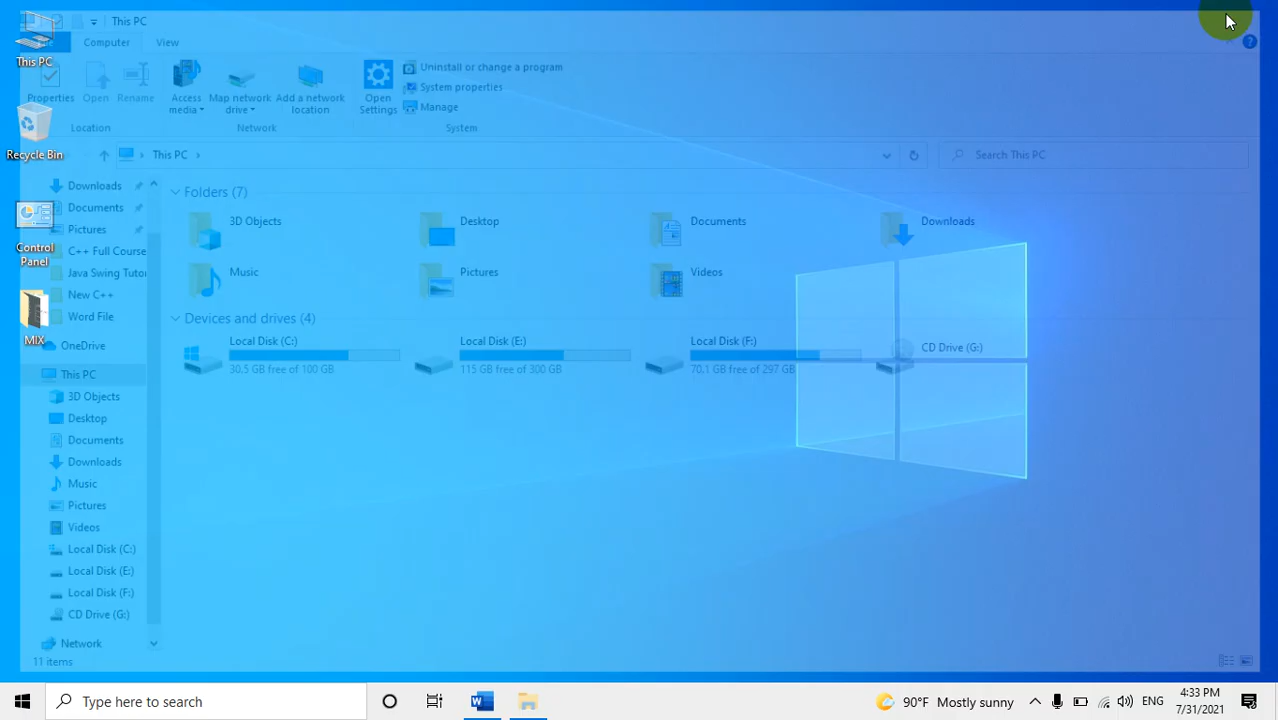 This PC
Computer
View
This PC
Properties
Open
Rename
Access media
Map network drive
Add a network location
Open Settings
Uninstall or change a program
System properties
Manage
Location
Network
System
This PC
Search This PC
Recycle Bin
Control Panel
MIX
Downloads
Documents
Pictures
C++ Full Course
Java Swing Tutor
New C++
Word File
OneDrive
This PC
3D Objects
Desktop
Documents
Downloads
Music
Pictures
Videos
Local Disk (C:)
Local Disk (E:)
Local Disk (F:)
CD Drive (G:)
Network
11 items
Folders (7)
3D Objects
Desktop
Documents
Downloads
Music
Pictures
Videos
Devices and drives (4)
Local Disk (C:)
30.5 GB free of 100 GB
Local Disk (E:)
115 GB free of 300 GB
Local Disk (F:)
70.1 GB free of 297 GB
CD Drive (G:)
Type here to search
90°F Mostly sunny
ENG
4:33 PM
7/31/2021